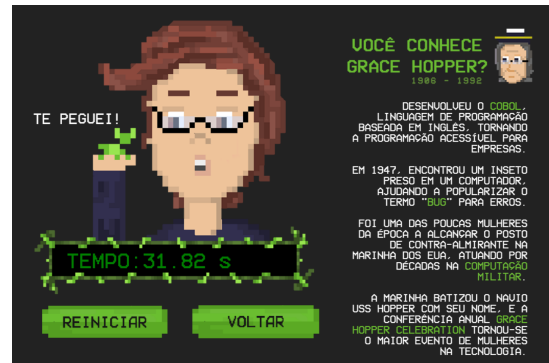 TE PEGUEI!
TEMPO:31.82 s
REINICIAR
VOLTAR
VOCÊ CONHECE
GRACE HOPPER?
1906 - 1992
DESENVOLVEU O COBOL,
LINGUAGEM DE PROGRAMAÇÃO
BASEADA EM INGLÊS, TORNANDO
A PROGRAMAÇÃO ACESSÍVEL PARA
EMPRESAS.
EM 1947, ENCONTROU UM INSETO
PRESO EM UM COMPUTADOR,
AJUDANDO A POPULARIZAR O
TERMO "BUG" PARA ERROS.
FOI UMA DAS POUCAS MULHERES
DA ÉPOCA A ALCANÇAR O POSTO
DE CONTRA-ALMIRANTE NA
MARINHA DOS EUA, ATUANDO POR
DÉCADAS NA COMPUTAÇÃO
MILITAR.
A MARINHA BATIZOU O NAVIO
USS HOPPER COM SEU NOME, E A
CONFERÊNCIA ANUAL GRACE
HOPPER CELEBRATION TORNOU-SE
O MAIOR EVENTO DE MULHERES
NA TECNOLOGIA.